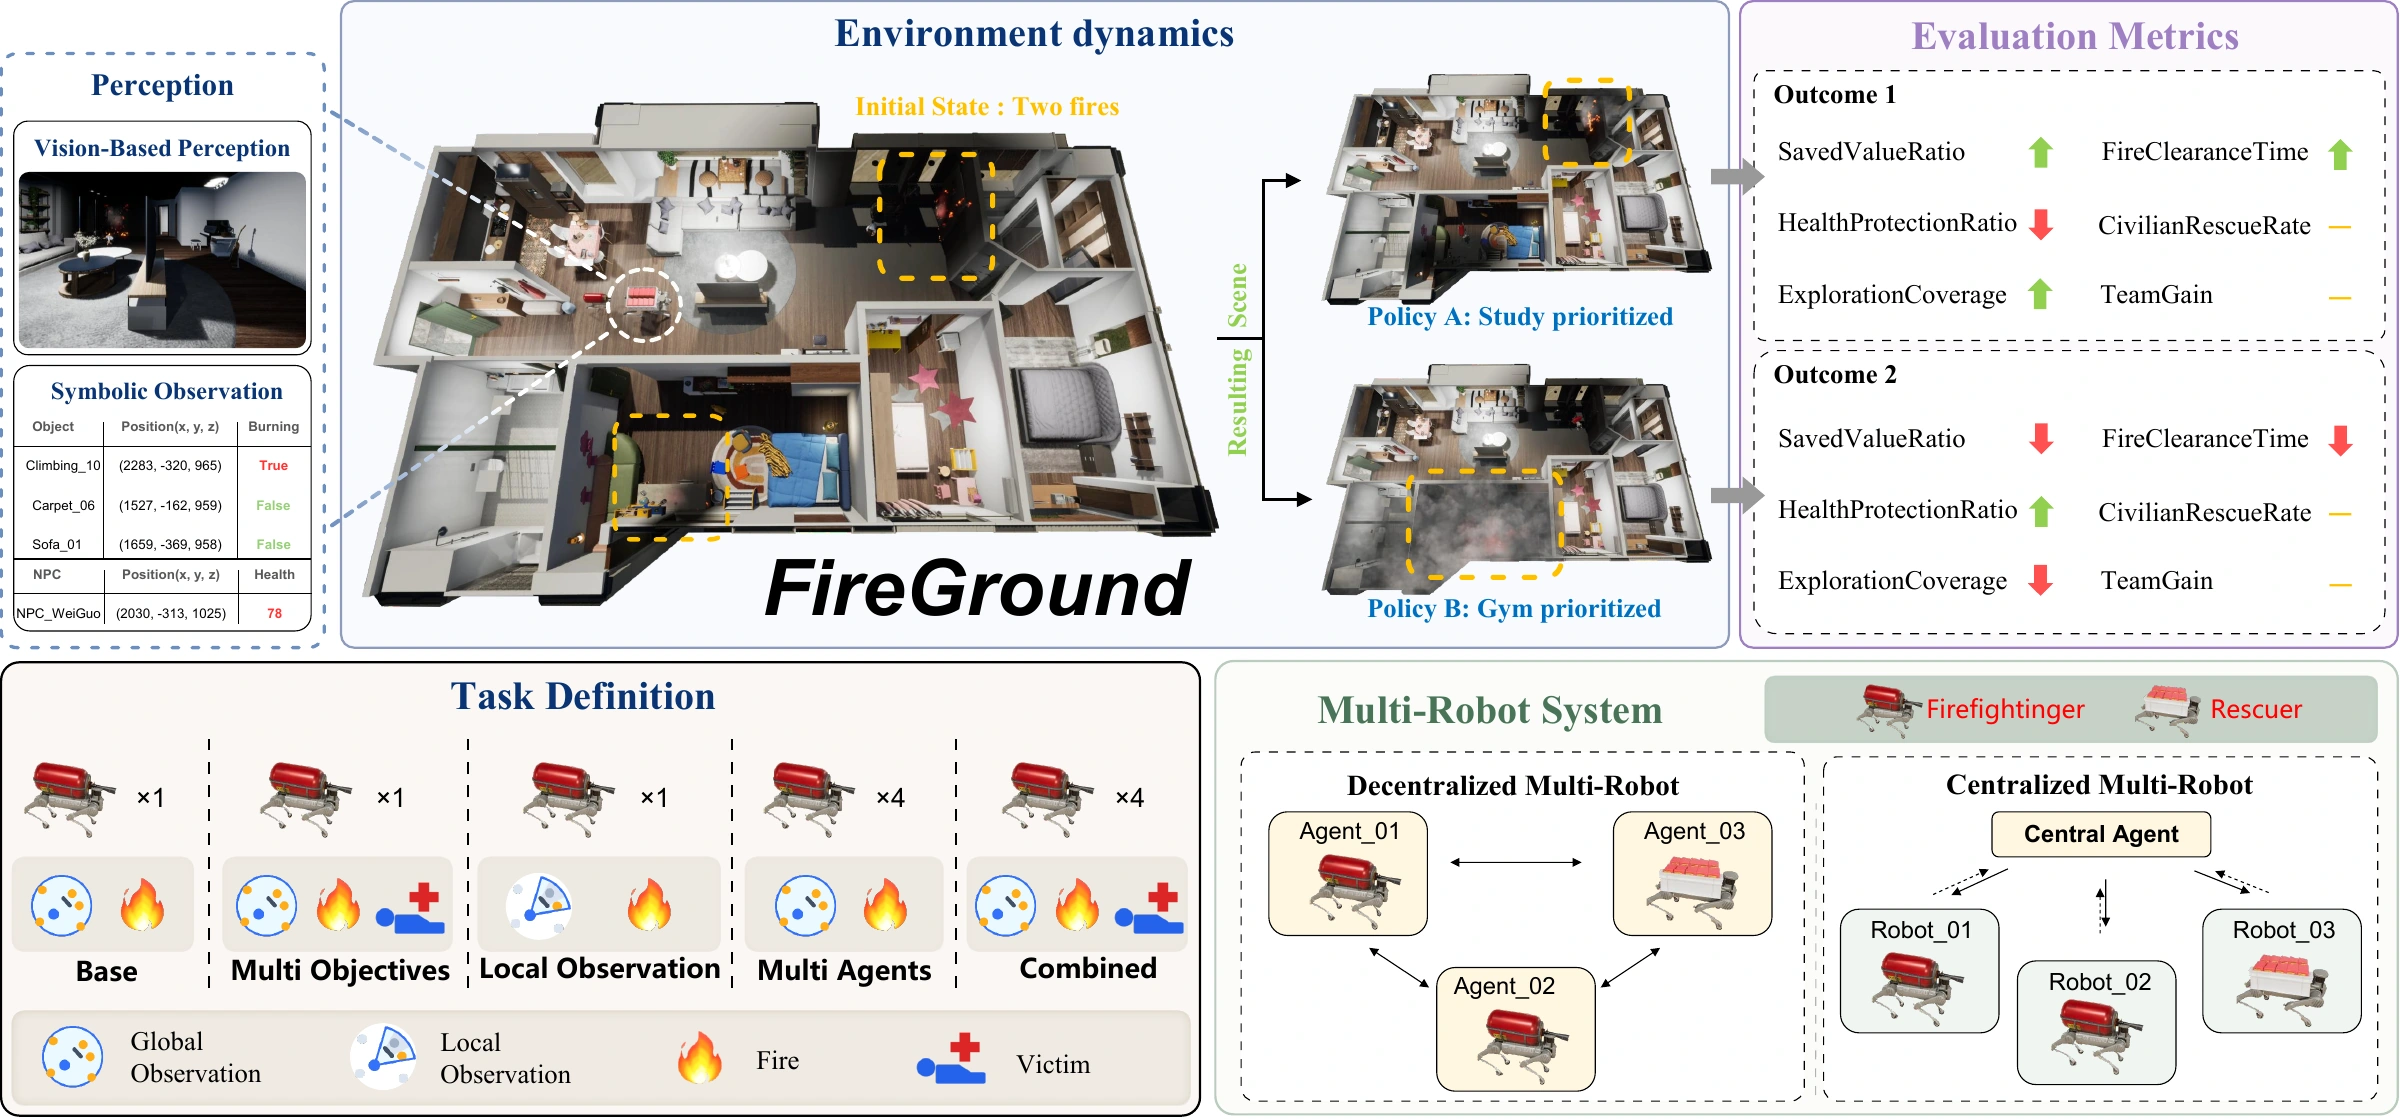 Perception
Vision-Based Perception
Symbolic Observation
Object Position(x, y, z) Burning
Climbing_10 (2283, -320, 965) True
Carpet_06 (1527, -162, 959) False
Sofa_01 (1659, -369, 958) False
NPC Position(x, y, z) Health
NPC_WeiGuo (2030, -313, 1025) 78
Environment dynamics
Initial State : Two fires
FireGround
Resulting Scene
Policy A: Study prioritized
Policy B: Gym prioritized
Evaluation Metrics
Outcome 1
SavedValueRatio FireClearanceTime
HealthProtectionRatio CivilianRescueRate –
ExplorationCoverage TeamGain –
Outcome 2
SavedValueRatio FireClearanceTime
HealthProtectionRatio CivilianRescueRate –
ExplorationCoverage TeamGain –
Task Definition
×1 ×1 ×1 ×4 ×4
Base Multi Objectives Local Observation Multi Agents Combined
Global
Observation
Local
Observation
Fire
Victim
Multi-Robot System
Firefightinger Rescuer
Decentralized Multi-Robot
Agent_01 Agent_03
Agent_02
Centralized Multi-Robot
Central Agent
Robot_01 Robot_03
Robot_02